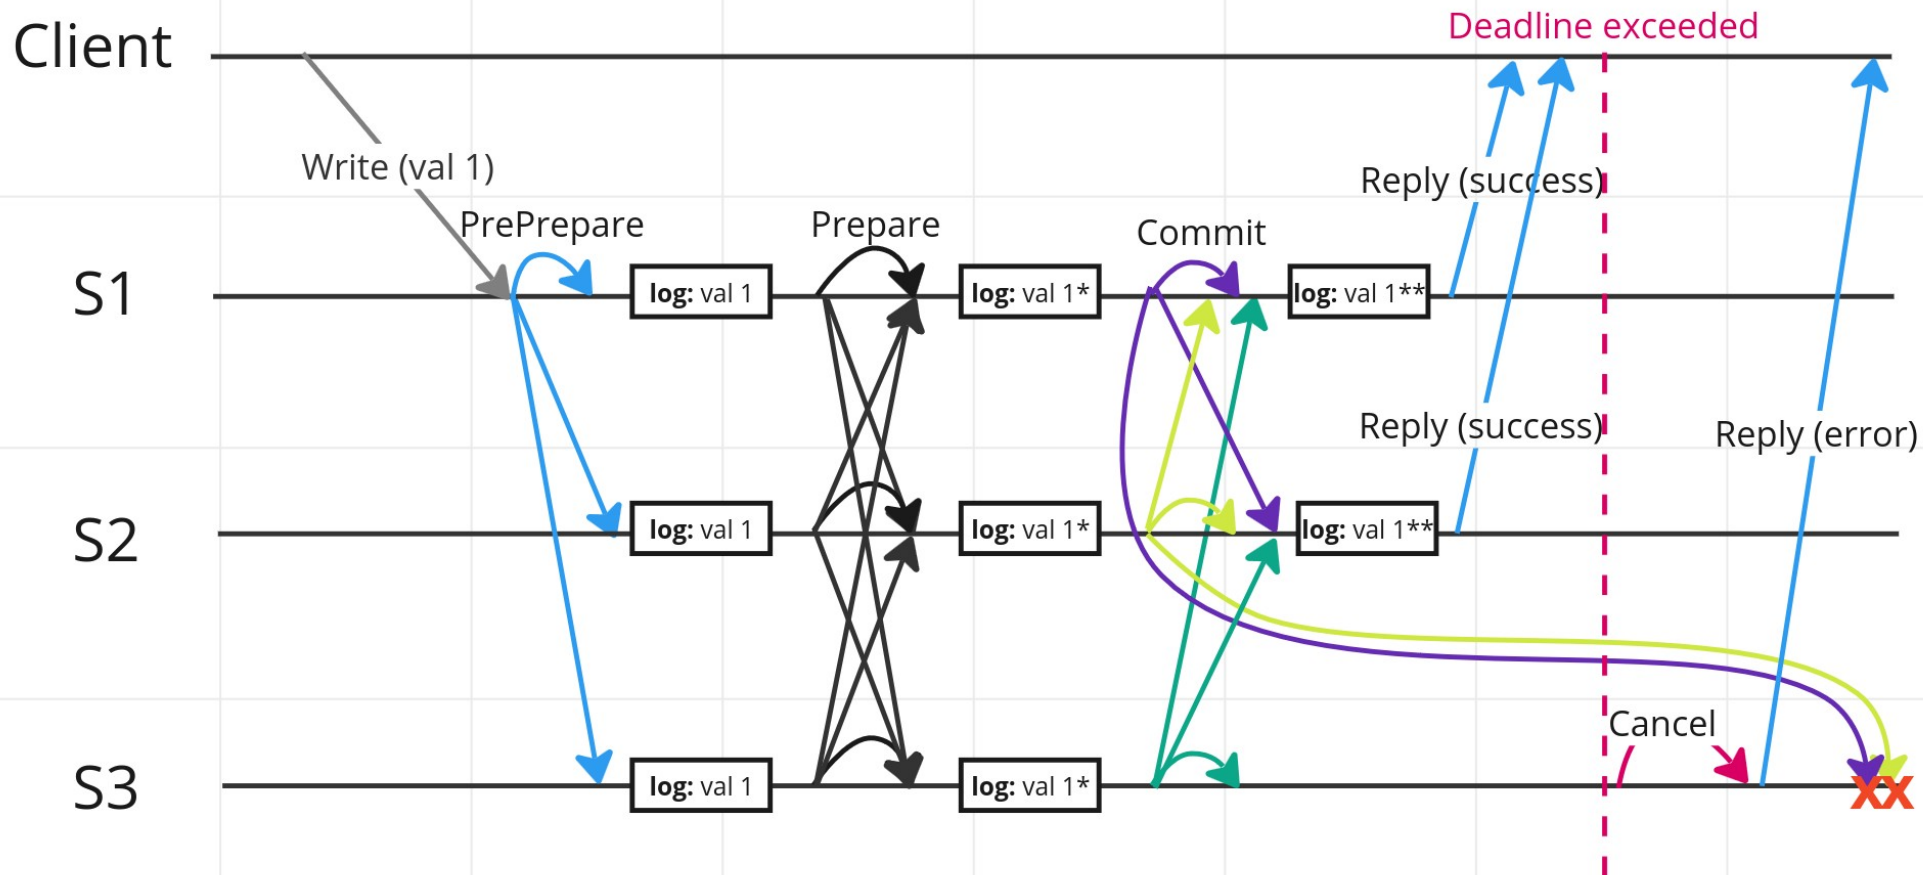 Client
Deadline exceeded
Write (val 1)
Reply (success)
PrePrepare
Prepare
Commit
S1
log: val 1
log: val 1*
log: val 1**
Reply (success)
Reply (error)
S2
log: val 1
log: val 1*
log: val 1**
Cancel
S3
log: val 1
log: val 1*
XX